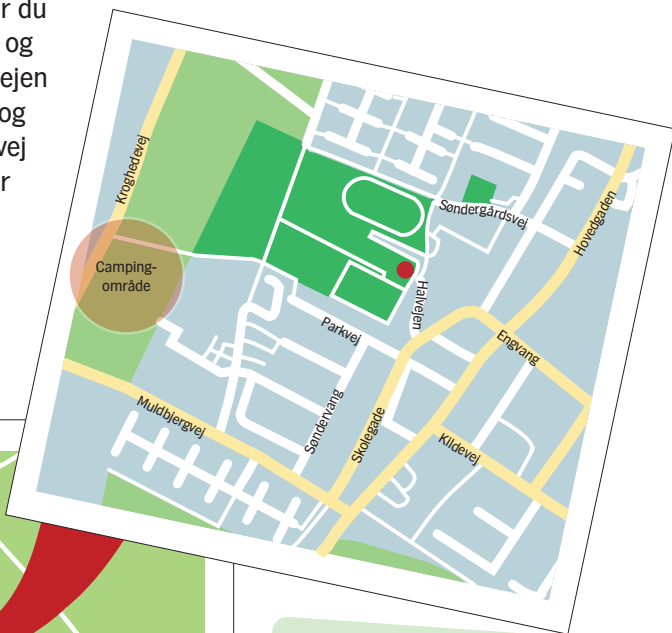 r du
og
ejen
og
vej
r
Kroghedevej
Camping-
område
Søndergårdsvej
Hovedgaden
Halvejen
Parkvej
Engvang
Søndervang
Skolegade
Muldbjergvej
Kildevej